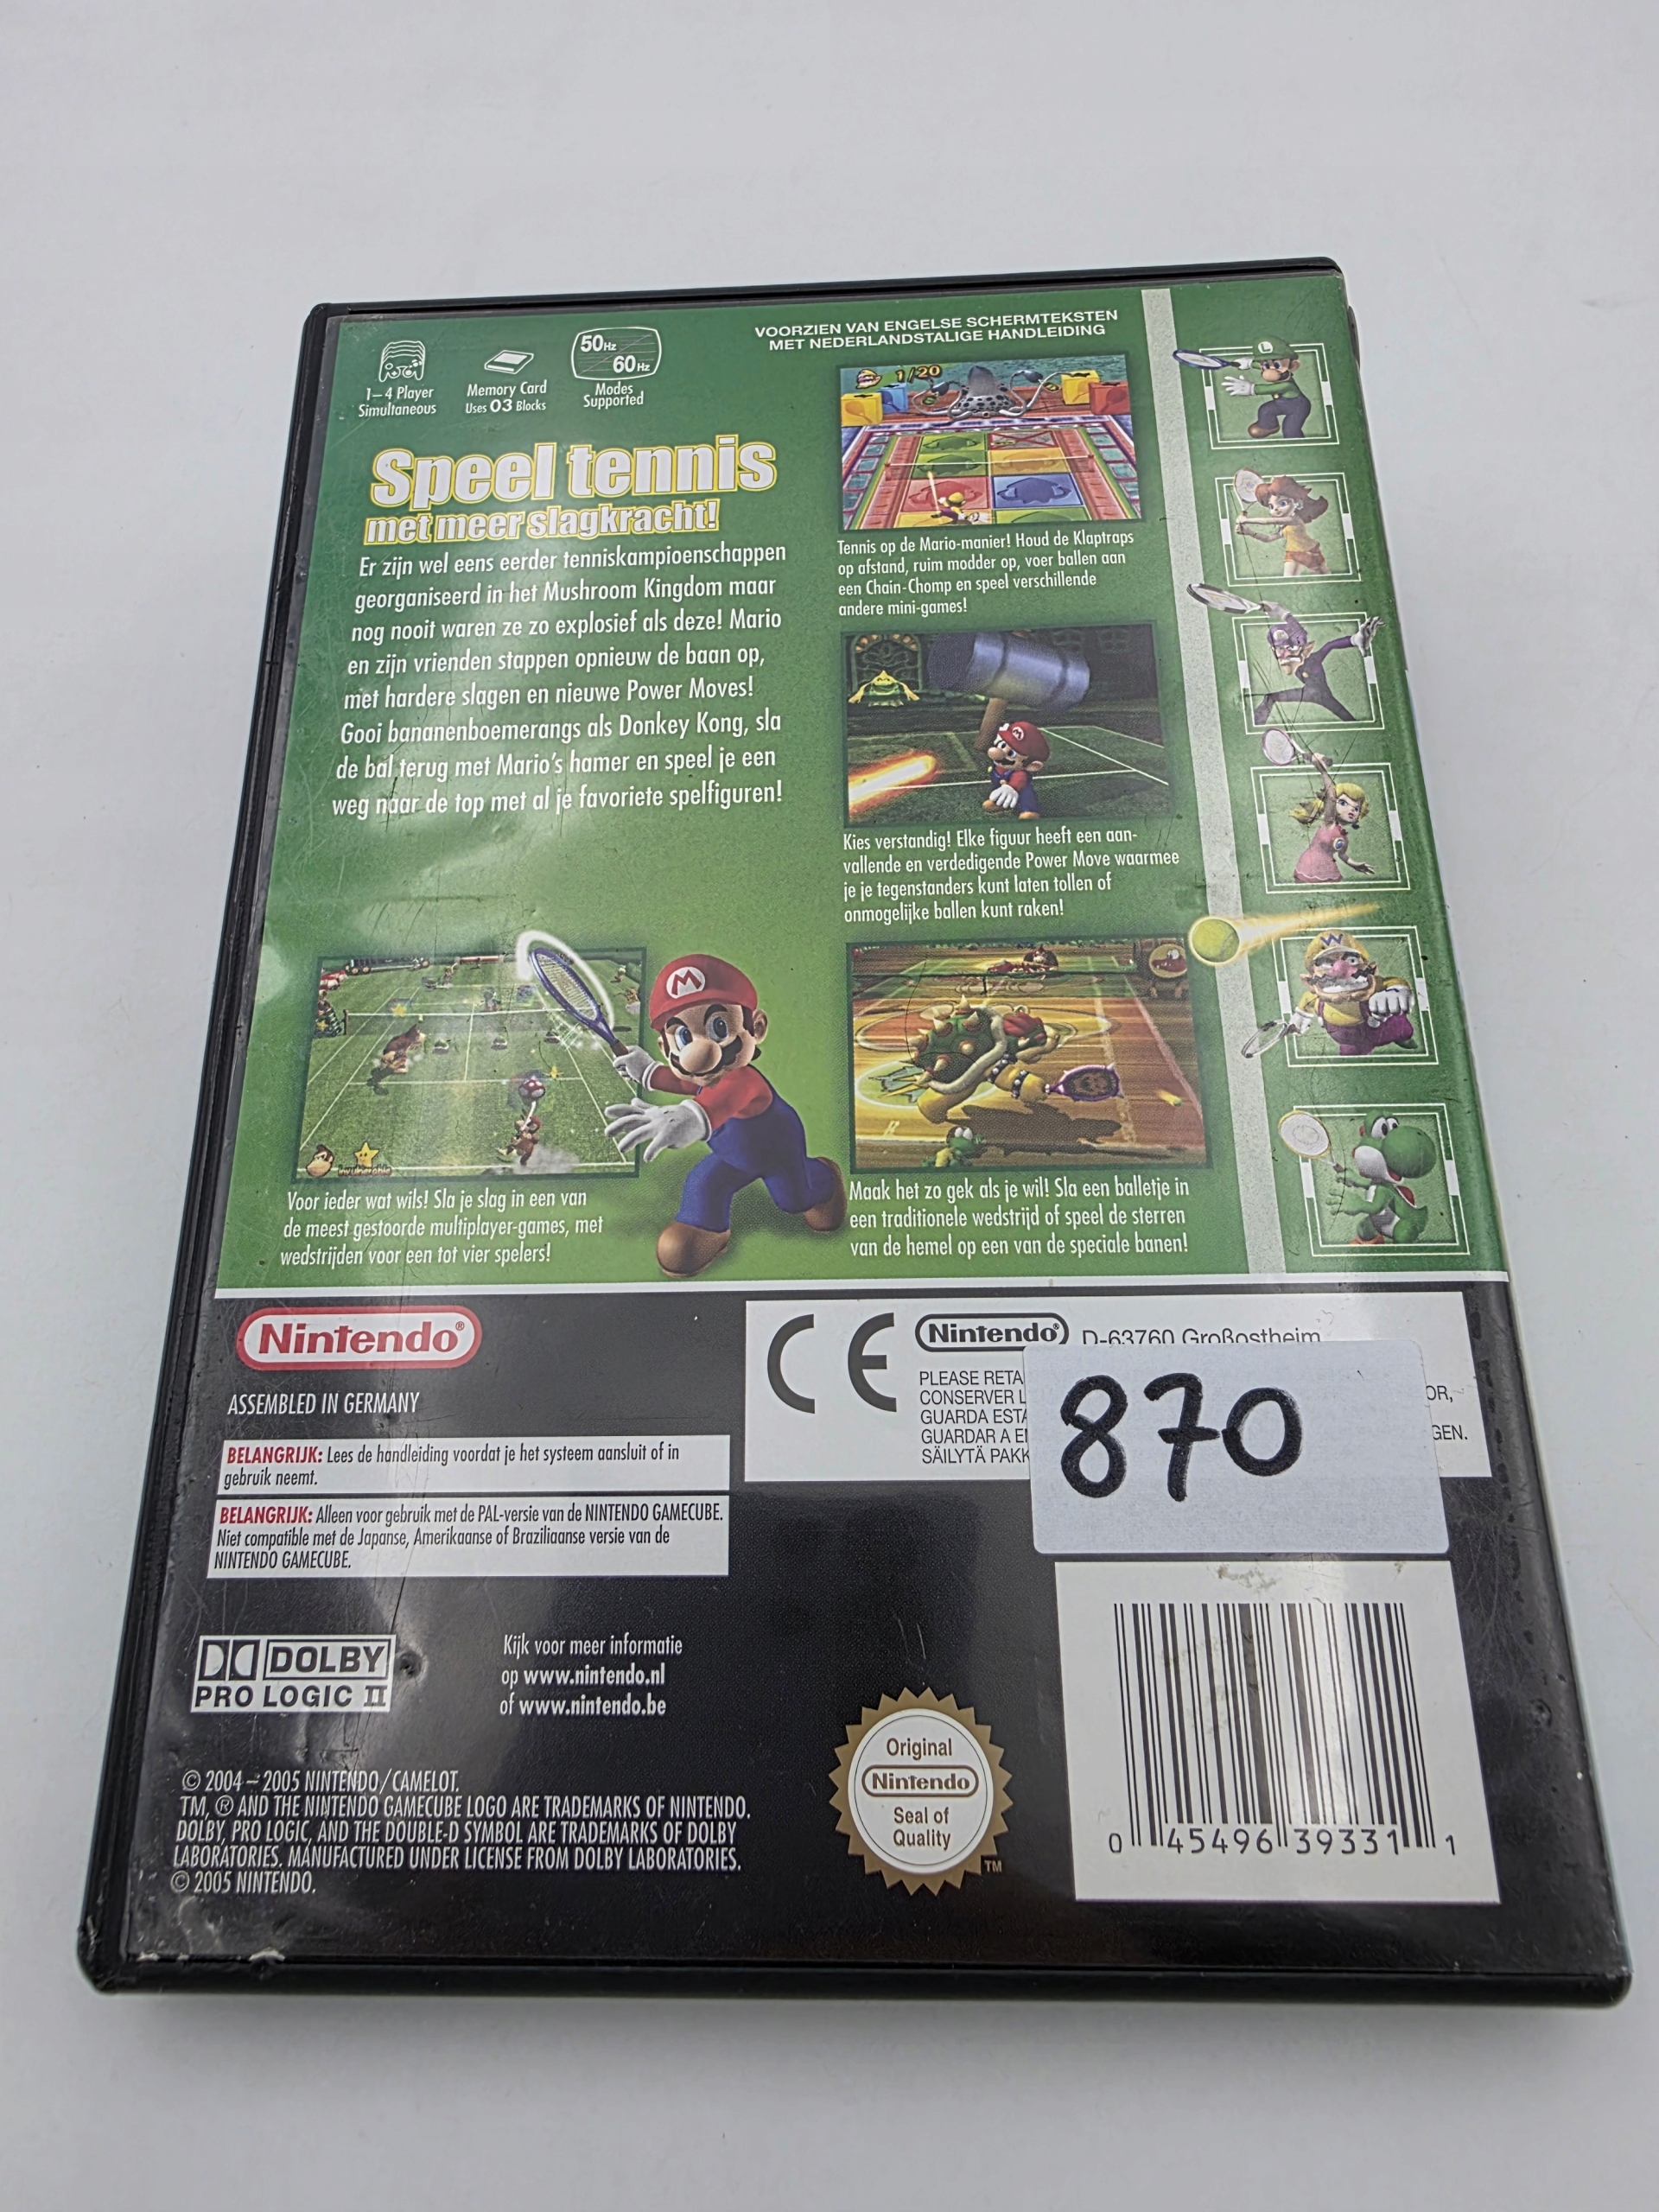 1–4 Player
Simultaneous
Memory Card
Uses 03 Blocks
50Hz
60Hz
Modes
Supported
VOORZIEN VAN ENGELSE SCHERMTEKSTEN
MET NEDERLANDSTALIGE HANDLEIDING
Speel tennis
met meer slagkracht!
Er zijn wel eens eerder tenniskampioenschappen
georganiseerd in het Mushroom Kingdom maar
nog nooit waren ze zo explosief als deze! Mario
en zijn vrienden stappen opnieuw de baan op,
met hardere slagen en nieuwe Power Moves!
Gooi bananenboemerangs als Donkey Kong, sla
de bal terug met Mario's hamer en speel je een
weg naar de top met al je favoriete spelfiguren!
1/20
Tennis op de Mario-manier! Houd de Klaptraps
op afstand, ruim modder op, voer ballen aan
een Chain-Chomp en speel verschillende
andere mini-games!
Kies verstandig! Elke figuur heeft een aan-
vallende en verdedigende Power Move waarmee
je je tegenstanders kunt laten tollen of
onmogelijke ballen kunt raken!
L
M
W
invulnerable
Voor ieder wat wils! Sla je slag in een van
de meest gestoorde multiplayer-games, met
wedstrijden voor een tot vier spelers!
Maak het zo gek als je wil! Sla een balletje in
een traditionele wedstrijd of speel de sterren
van de hemel op een van de speciale banen!
Nintendo®
ASSEMBLED IN GERMANY
BELANGRIJK: Lees de handleiding voordat je het systeem aansluit of in
gebruik neemt.
BELANGRIJK: Alleen voor gebruik met de PAL-versie van de NINTENDO GAMECUBE.
Niet compatible met de Japanse, Amerikaanse of Braziliaanse versie van de
NINTENDO GAMECUBE.
CE
Nintendo® D-63760 Großostheim
PLEASE RETA
CONSERVER L OR,
GUARDA ESTA
GUARDAR A E GEN.
SÄILYTÄ PAKK
870
DOLBY
PRO LOGIC II
Kijk voor meer informatie
op www.nintendo.nl
of www.nintendo.be
© 2004 – 2005 NINTENDO/CAMELOT.
TM, ® AND THE NINTENDO GAMECUBE LOGO ARE TRADEMARKS OF NINTENDO.
DOLBY, PRO LOGIC, AND THE DOUBLE-D SYMBOL ARE TRADEMARKS OF DOLBY
LABORATORIES. MANUFACTURED UNDER LICENSE FROM DOLBY LABORATORIES.
© 2005 NINTENDO.
Original
Nintendo
Seal of
Quality
TM
0 45496 39331 1